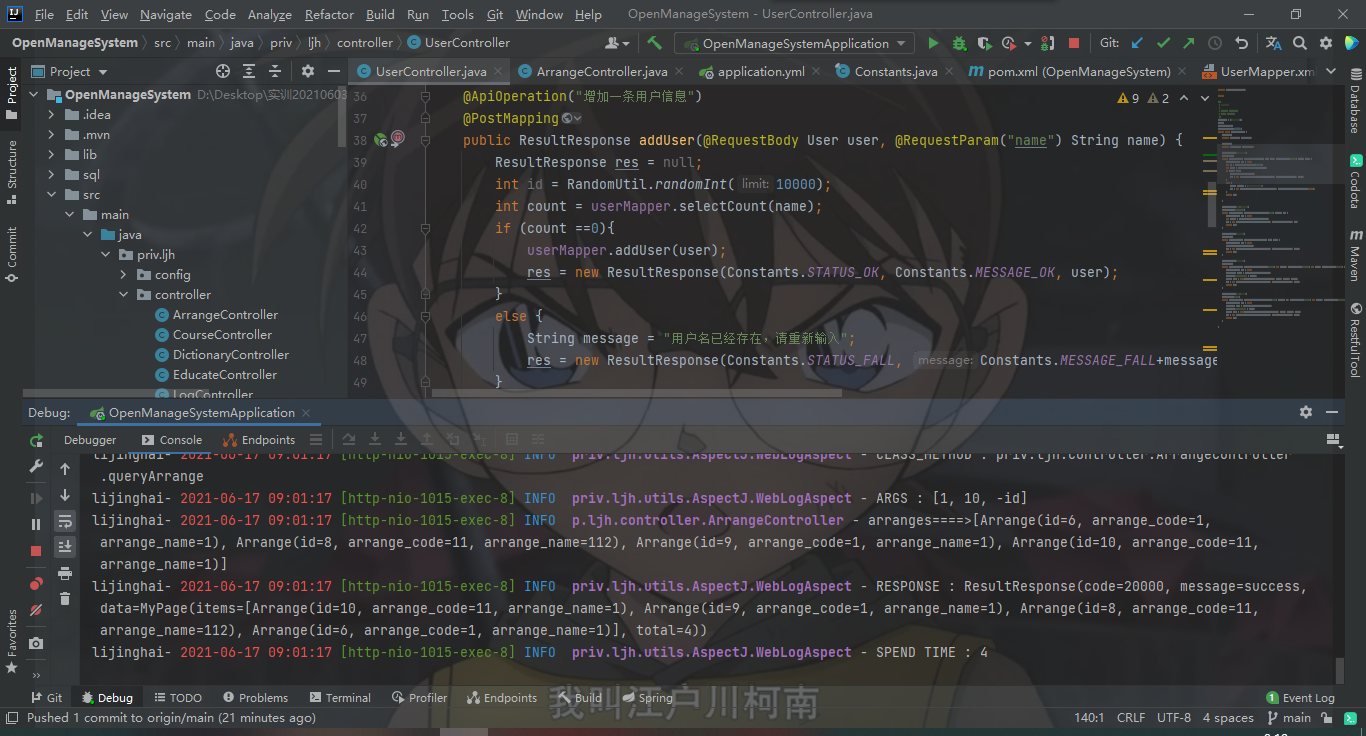 File Edit View Navigate Code Analyze Refactor Build Run Tools Git Window Help OpenManageSystem - UserController.java
OpenManageSystem src main java priv ljh controller UserController OpenManageSystemApplication Git:
Project UserController.java ArrangeController.java application.yml Constants.java pom.xml (OpenManageSystem) UserMapper.xm
OpenManageSystem D:\Desktop\实训20210603
.idea
.mvn
lib
sql
src
main
java
priv.ljh
config
controller
ArrangeController
CourseController
DictionaryController
EducateController
LogController
36 @ApiOperation("增加一条用户信息")
9 2
37 @PostMapping
38 public ResultResponse addUser(@RequestBody User user, @RequestParam("name") String name) {
39 ResultResponse res = null;
40 int id = RandomUtil.randomInt( limit: 10000);
41 int count = userMapper.selectCount(name);
42 if (count ==0){
43 userMapper.addUser(user);
44 res = new ResultResponse(Constants.STATUS_OK, Constants.MESSAGE_OK, user);
45 }
46 else {
47 String message = "用户名已经存在，请重新输入";
48 res = new ResultResponse(Constants.STATUS_FALL, message: Constants.MESSAGE_FALL+message
49 }
Project
Structure
Commit
Favorites
Database
Codota
Maven
RestfulTool
Debug: OpenManageSystemApplication
Debugger Console Endpoints
lijinghai- 2021-06-17 09:01:17 [http-nio-1015-exec-8] INFO priv.ljh.utils.AspectJ.WebLogAspect - CLASS_METHOD : priv.ljh.controller.ArrangeController
.queryArrange
lijinghai- 2021-06-17 09:01:17 [http-nio-1015-exec-8] INFO priv.ljh.utils.AspectJ.WebLogAspect - ARGS : [1, 10, -id]
lijinghai- 2021-06-17 09:01:17 [http-nio-1015-exec-8] INFO p.ljh.controller.ArrangeController - arranges====>[Arrange(id=6, arrange_code=1,
arrange_name=1), Arrange(id=8, arrange_code=11, arrange_name=112), Arrange(id=9, arrange_code=1, arrange_name=1), Arrange(id=10, arrange_code=11,
arrange_name=1)]
lijinghai- 2021-06-17 09:01:17 [http-nio-1015-exec-8] INFO priv.ljh.utils.AspectJ.WebLogAspect - RESPONSE : ResultResponse(code=20000, message=success,
data=MyPage(items=[Arrange(id=10, arrange_code=11, arrange_name=1), Arrange(id=9, arrange_code=1, arrange_name=1), Arrange(id=8, arrange_code=11,
arrange_name=112), Arrange(id=6, arrange_code=1, arrange_name=1)], total=4))
lijinghai- 2021-06-17 09:01:17 [http-nio-1015-exec-8] INFO priv.ljh.utils.AspectJ.WebLogAspect - SPEND TIME : 4
Git Debug TODO Problems Terminal Profiler Endpoints Build Spring 1 Event Log
我叫江户川柯南
Pushed 1 commit to origin/main (21 minutes ago) 140:1 CRLF UTF-8 4 spaces main